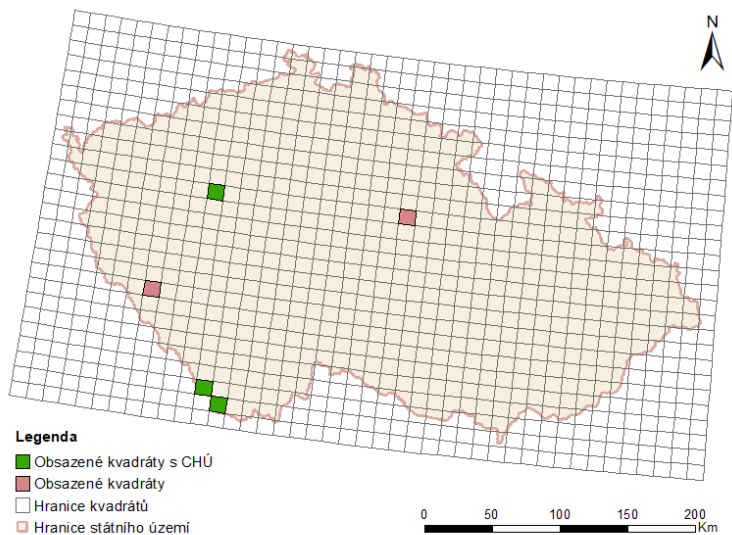 N
Legenda
Obsazené kvadráty s CHÚ
Obsazené kvadráty
Hranice kvadrátů
Hranice státního území
0 50 100 150 200
Km